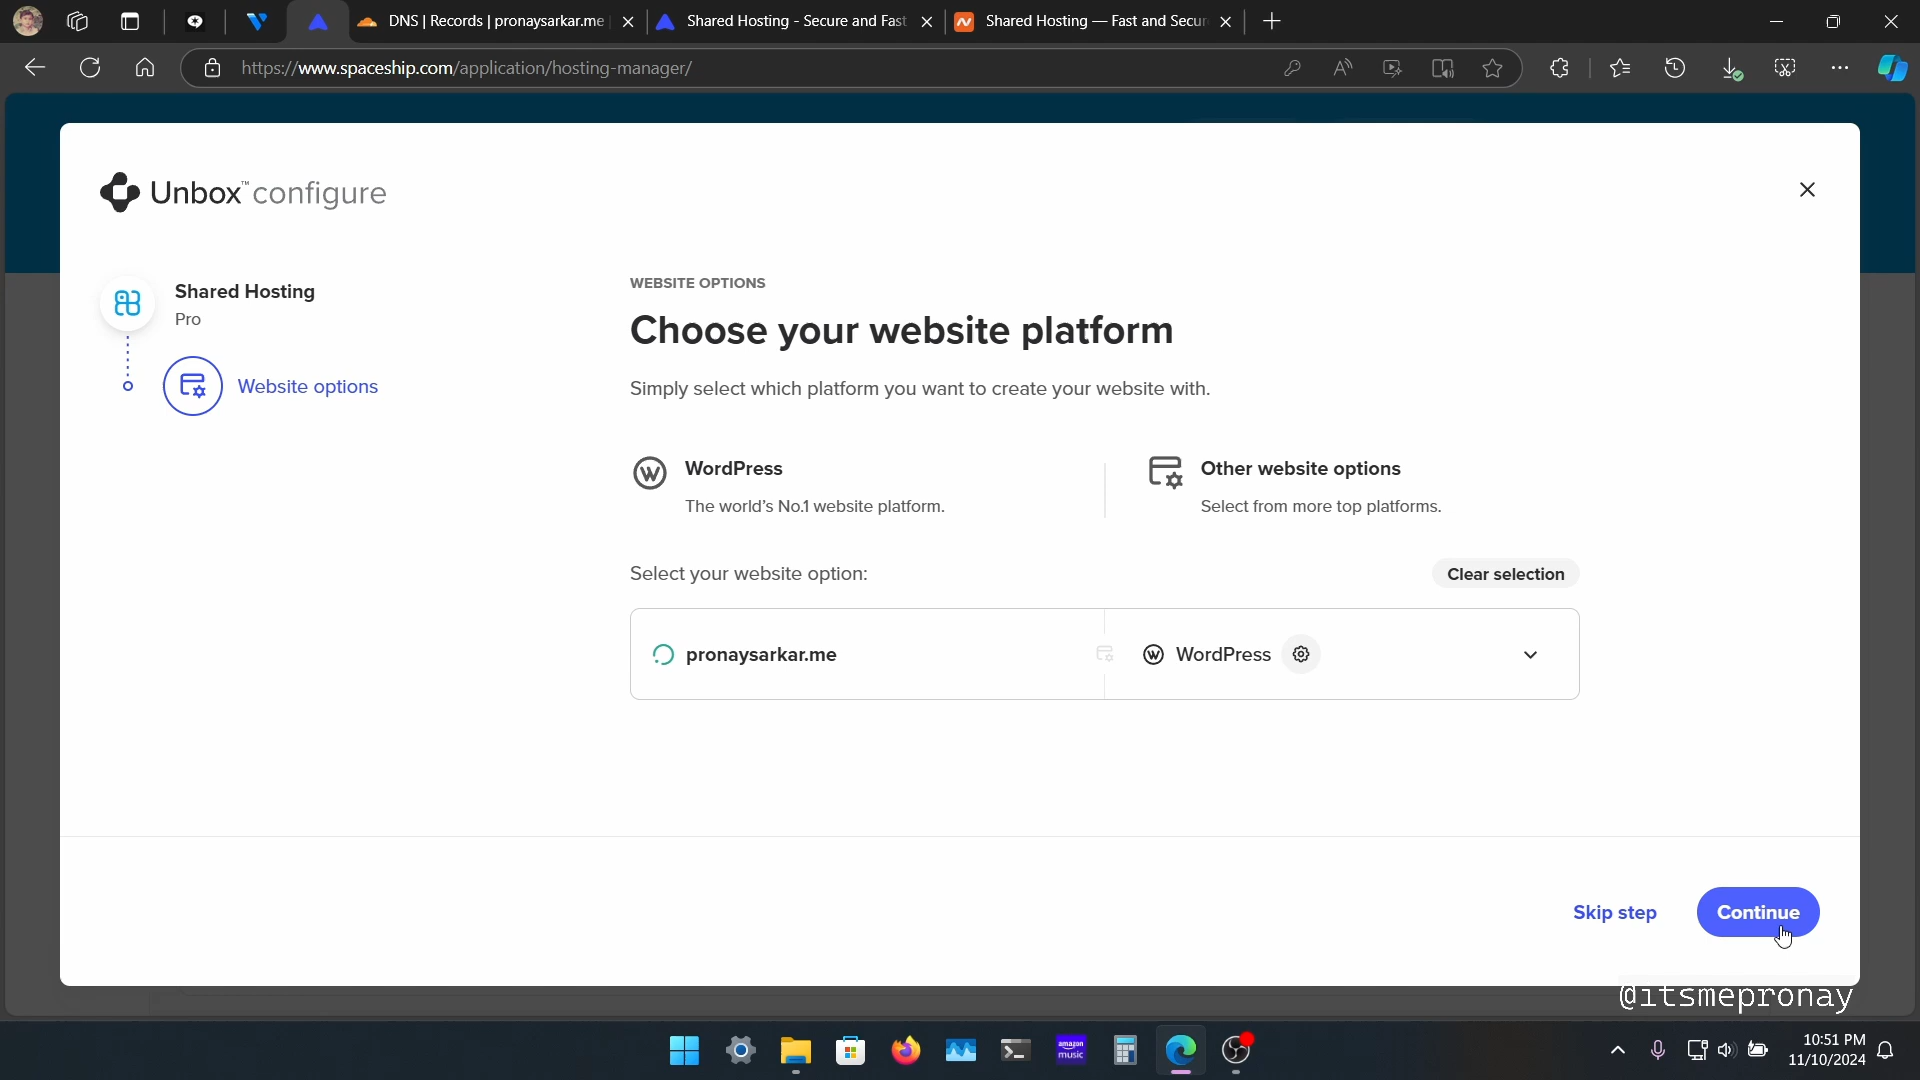 DNS | Records | pronaysarkar.me
Shared Hosting - Secure and Fast
Shared Hosting — Fast and Secur
https://www.spaceship.com/application/hosting-manager/
Unbox™ configure
Shared Hosting
Pro
Website options
WEBSITE OPTIONS
Choose your website platform
Simply select which platform you want to create your website with.
WordPress
The world's No.1 website platform.
Other website options
Select from more top platforms.
Select your website option:
Clear selection
pronaysarkar.me
WordPress
Skip step
Continue
@itsmepronay
amazon
music
10:51 PM
11/10/2024